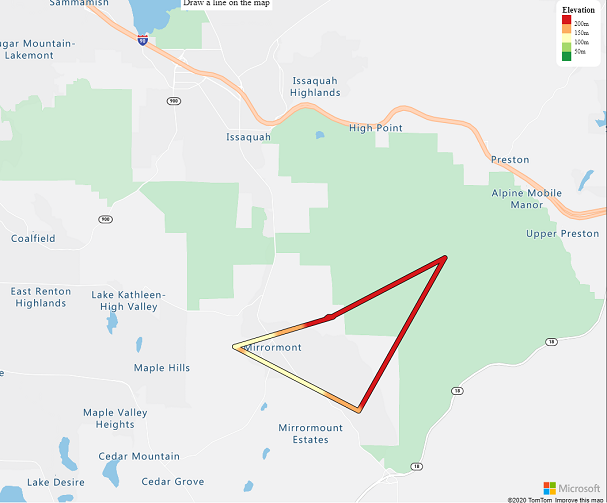 Sammamish
Draw a line on the map
Elevation
200m
150m
100m
50m
90
ugar Mountain-
Lakemont
Issaquah
Highlands
900
High Point
Issaquah
Preston
Alpine Mobile
Manor
900
Upper Preston
Coalfield
East Renton
Highlands
Lake Kathleen-
High Valley
Mirrormont
18
e
Maple Hills
18
Maple Valley
Heights
Mirrormount
Estates
Cedar Mountain
18
Lake Desire
Cedar Grove
Microsoft
©2020 TomTom Improve this map